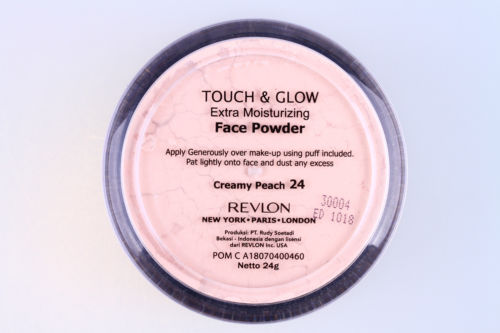 TOUCH & GLOW
Extra Moisturizing
Face Powder
Apply Generously over make-up using puff included.
Pat lightly onto face and dust any excess
Creamy Peach 24
REVLON
NEW YORK•PARIS•LONDON
30004
ED 1018
Produksi: PT. Rudy Soetadi
Bekasi - Indonesia dengan lisensi
dari REVLON Inc. USA
POM C A18070400460
Netto 24g